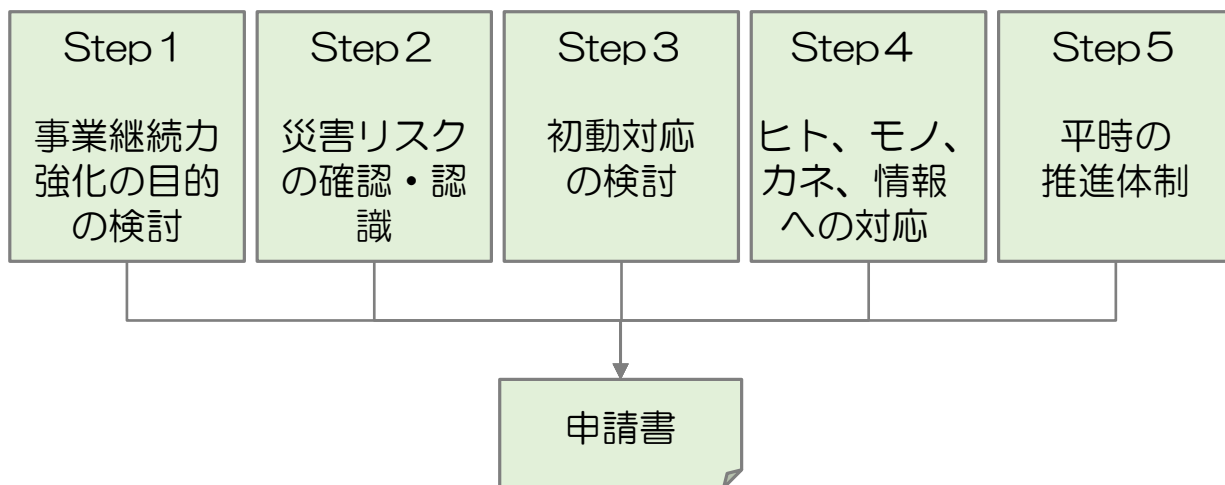 Step1
事業継続力
強化の目的
の検討
Step2
災害リスク
の確認・認
識
Step3
初動対応
の検討
Step4
ヒト、モノ、
カネ、情報
への対応
Step5
平時の
推進体制
申請書